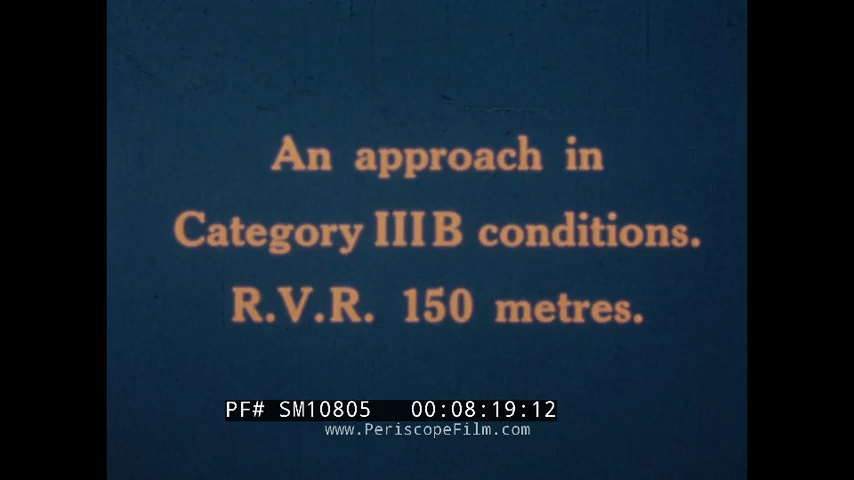 An approach in
Category IIIB conditions.
R.V.R. 150 metres.
PF# SM10805 00:08:19:12
www.PeriscopeFilm.com